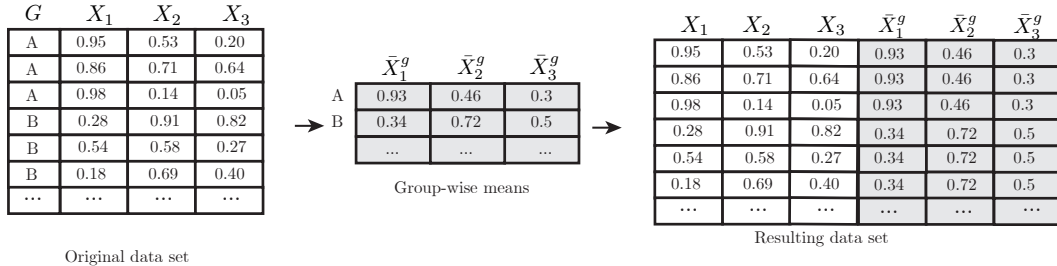 G X₁ X₂ X₃
A 0.95 0.53 0.20
A 0.86 0.71 0.64
A 0.98 0.14 0.05
B 0.28 0.91 0.82
B 0.54 0.58 0.27
B 0.18 0.69 0.40
... ... ... ...
Original data set
X̄₁ᵍ X̄₂ᵍ X̄₃ᵍ
A 0.93 0.46 0.3
B 0.34 0.72 0.5
... ... ...
Group-wise means
X₁ X₂ X₃ X̄₁ᵍ X̄₂ᵍ X̄₃ᵍ
0.95 0.53 0.20 0.93 0.46 0.3
0.86 0.71 0.64 0.93 0.46 0.3
0.98 0.14 0.05 0.93 0.46 0.3
0.28 0.91 0.82 0.34 0.72 0.5
0.54 0.58 0.27 0.34 0.72 0.5
0.18 0.69 0.40 0.34 0.72 0.5
... ... ... ... ... ...
Resulting data set